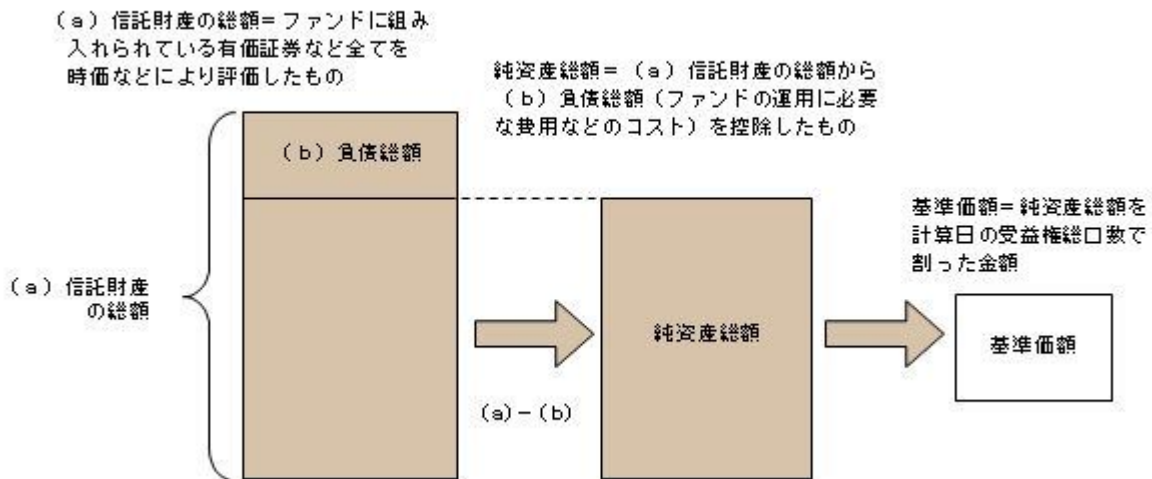 （a）信託財産の総額＝ファンドに組み
入れられている有価証券など全てを
時価などにより評価したもの
純資産総額＝（a）信託財産の総額から
（b）負債総額（ファンドの運用に必要
な費用などのコスト）を控除したもの
（b）負債総額
基準価額＝純資産総額を
計算日の受益権総口数で
割った金額
（a）信託財産
の総額
純資産総額
基準価額
（a）－（b）